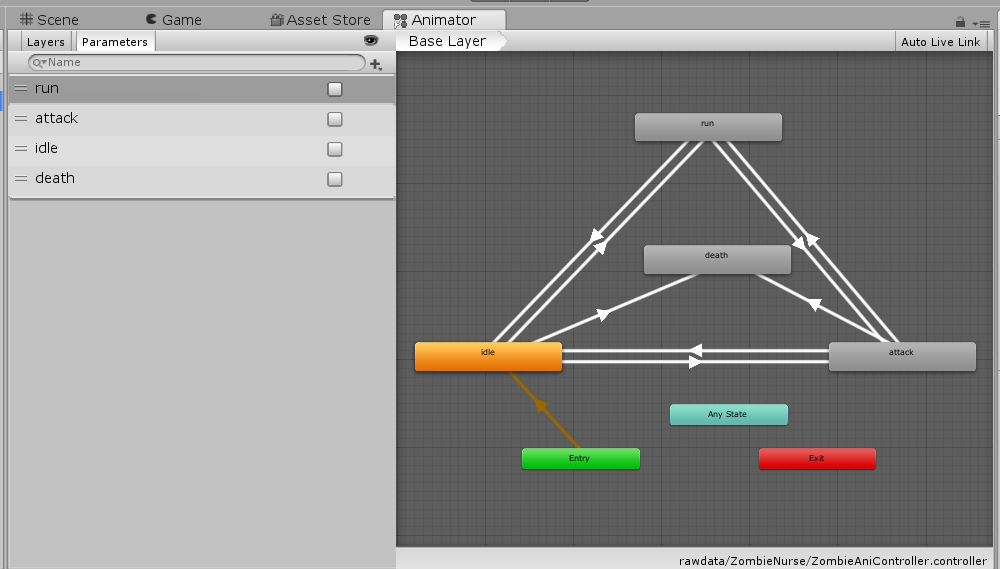 Scene Game Asset Store Animator
Layers Parameters Base Layer Auto Live Link
Name
run
attack
idle
death
run
death
idle
attack
Any State
Entry
Exit
rawdata/ZombieNurse/ZombieAniController.controller